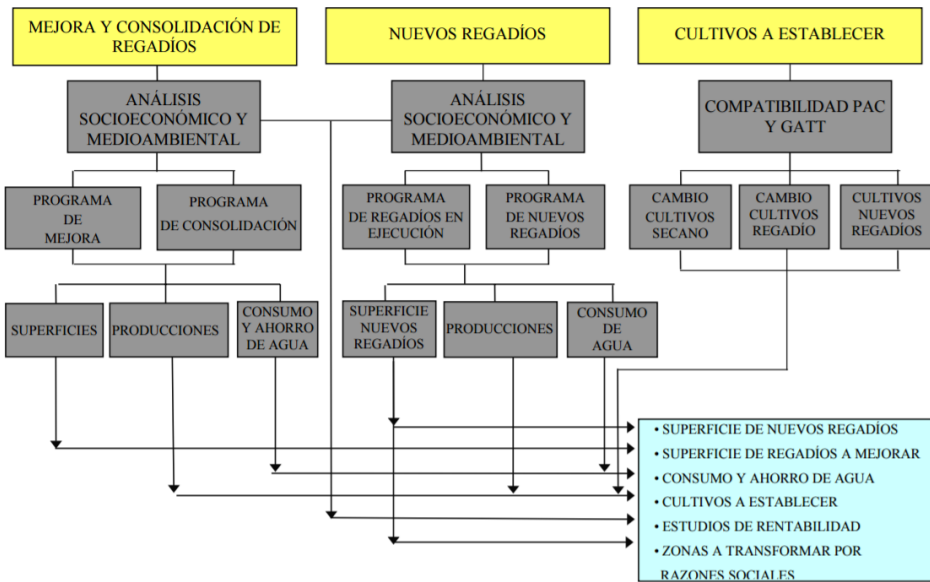 MEJORA Y CONSOLIDACIÓN DE
REGADÍOS
NUEVOS REGADÍOS
CULTIVOS A ESTABLECER
ANÁLISIS
SOCIOECONÓMICO Y
MEDIOAMBIENTAL
ANÁLISIS
SOCIOECONÓMICO Y
MEDIOAMBIENTAL
COMPATIBILIDAD PAC
Y GATT
PROGRAMA
DE
MEJORA
PROGRAMA
DE CONSOLIDACIÓN
PROGRAMA
DE REGADÍOS EN
EJECUCIÓN
PROGRAMA
DE NUEVOS
REGADÍOS
CAMBIO
CULTIVOS
SECANO
CAMBIO
CULTIVOS
REGADÍO
CULTIVOS
NUEVOS
REGADÍOS
SUPERFICIES
PRODUCCIONES
CONSUMO
Y AHORRO
DE AGUA
SUPERFICIE
NUEVOS
REGADÍOS
PRODUCCIONES
CONSUMO
DE
AGUA
• SUPERFICIE DE NUEVOS REGADÍOS
• SUPERFICIE DE REGADÍOS A MEJORAR
• CONSUMO Y AHORRO DE AGUA
• CULTIVOS A ESTABLECER
• ESTUDIOS DE RENTABILIDAD
• ZONAS A TRANSFORMAR POR
RAZONES SOCIALES